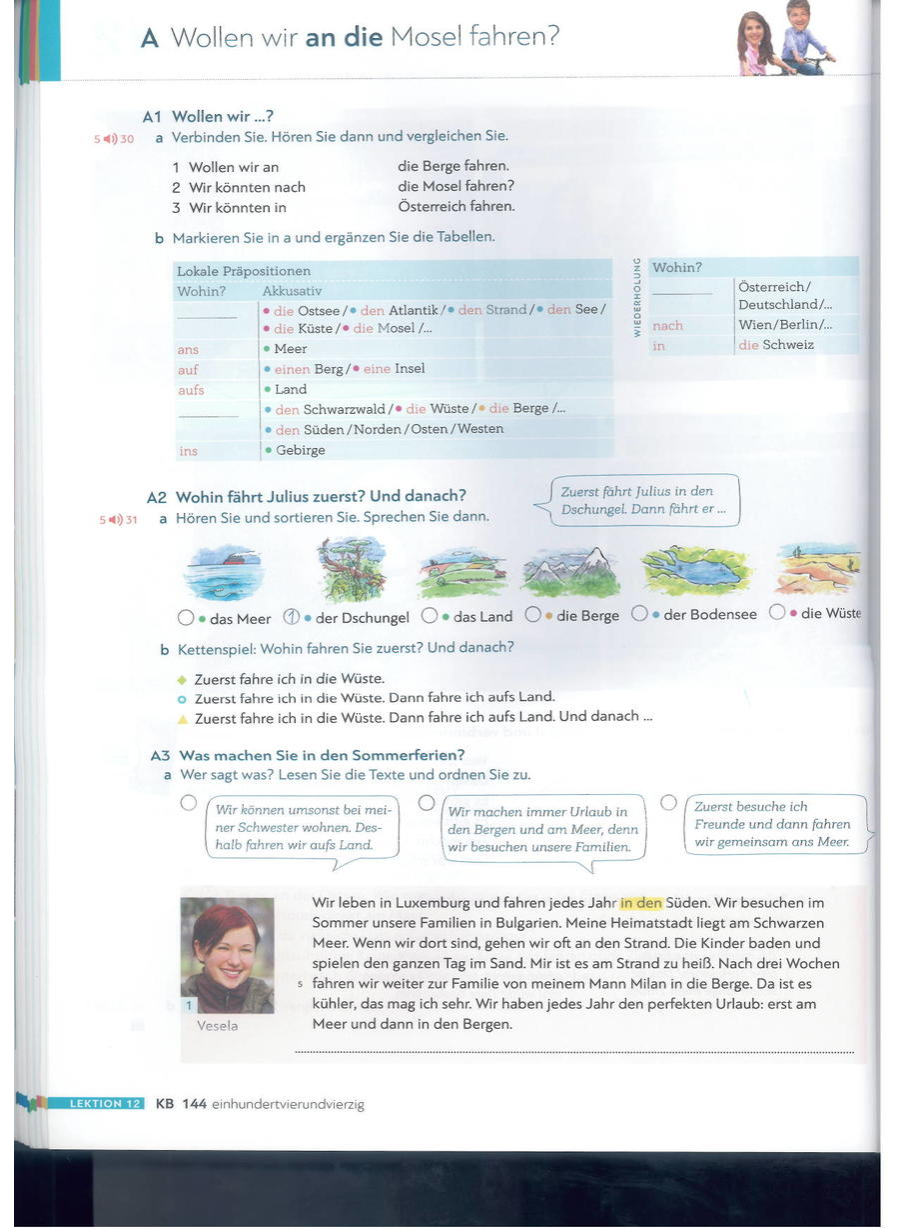 A Wollen wir an die Mosel fahren?
A1 Wollen wir ...?
5 30 a Verbinden Sie. Hören Sie dann und vergleichen Sie.
1 Wollen wir an die Berge fahren.
2 Wir könnten nach die Mosel fahren?
3 Wir könnten in Österreich fahren.
b Markieren Sie in a und ergänzen Sie die Tabellen.
Lokale Präpositionen
Wohin? Akkusativ
________ • die Ostsee / • den Atlantik / • den Strand / • den See /
• die Küste / • die Mosel /...
ans • Meer
auf • einen Berg / • eine Insel
aufs • Land
________ • den Schwarzwald / • die Wüste / • die Berge /...
• den Süden / Norden / Osten / Westen
ins • Gebirge
WIEDERHOLUNG
Wohin?
________ Österreich/
Deutschland/...
nach Wien/Berlin/...
in die Schweiz
A2 Wohin fährt Julius zuerst? Und danach?
5 31 a Hören Sie und sortieren Sie. Sprechen Sie dann.
Zuerst fährt Julius in den
Dschungel. Dann fährt er ...
• das Meer 1 • der Dschungel • das Land • die Berge • der Bodensee • die Wüste
b Kettenspiel: Wohin fahren Sie zuerst? Und danach?
Zuerst fahre ich in die Wüste.
Zuerst fahre ich in die Wüste. Dann fahre ich aufs Land.
Zuerst fahre ich in die Wüste. Dann fahre ich aufs Land. Und danach ...
A3 Was machen Sie in den Sommerferien?
a Wer sagt was? Lesen Sie die Texte und ordnen Sie zu.
Wir können umsonst bei mei-
ner Schwester wohnen. Des-
halb fahren wir aufs Land.
Wir machen immer Urlaub in
den Bergen und am Meer, denn
wir besuchen unsere Familien.
Zuerst besuche ich
Freunde und dann fahren
wir gemeinsam ans Meer.
Wir leben in Luxemburg und fahren jedes Jahr in den Süden. Wir besuchen im
Sommer unsere Familien in Bulgarien. Meine Heimatstadt liegt am Schwarzen
Meer. Wenn wir dort sind, gehen wir oft an den Strand. Die Kinder baden und
spielen den ganzen Tag im Sand. Mir ist es am Strand zu heiß. Nach drei Wochen
5 fahren wir weiter zur Familie von meinem Mann Milan in die Berge. Da ist es
kühler, das mag ich sehr. Wir haben jedes Jahr den perfekten Urlaub: erst am
Meer und dann in den Bergen.
1
Vesela
LEKTION 12 KB 144 einhundertvierundvierzig